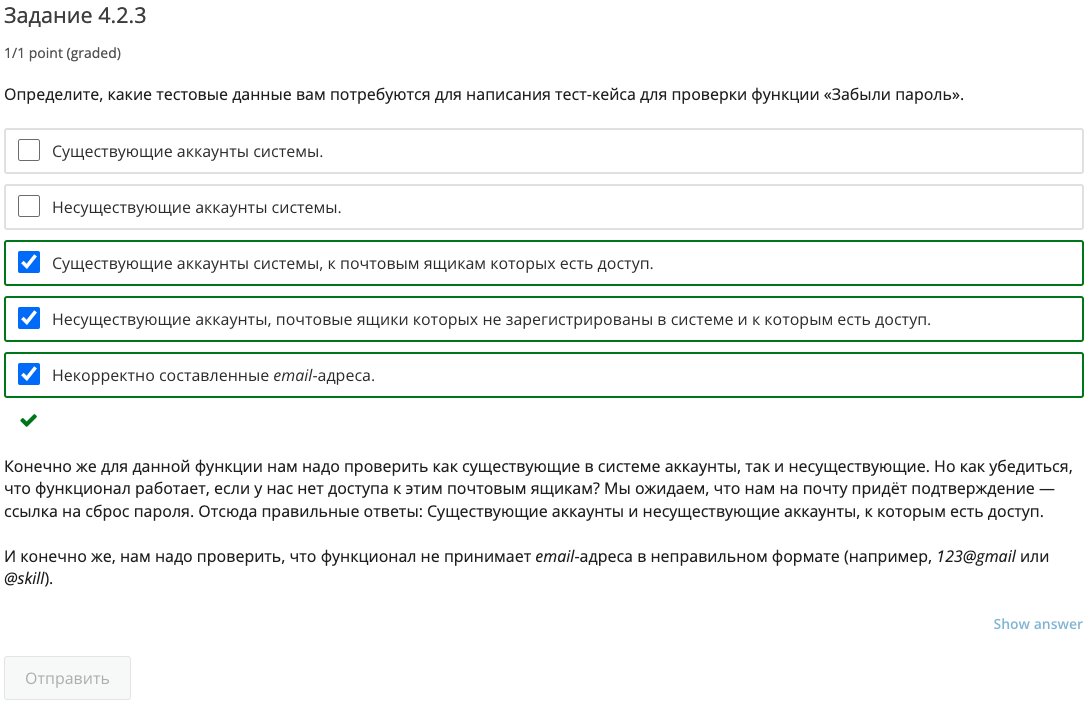 Задание 4.2.3
1/1 point (graded)
Определите, какие тестовые данные вам потребуются для написания тест-кейса для проверки функции «Забыли пароль».
Существующие аккаунты системы.
Несуществующие аккаунты системы.
Существующие аккаунты системы, к почтовым ящикам которых есть доступ.
Несуществующие аккаунты, почтовые ящики которых не зарегистрированы в системе и к которым есть доступ.
Некорректно составленные email-адреса.
Конечно же для данной функции нам надо проверить как существующие в системе аккаунты, так и несуществующие. Но как убедиться,
что функционал работает, если у нас нет доступа к этим почтовым ящикам? Мы ожидаем, что нам на почту придёт подтверждение —
ссылка на сброс пароля. Отсюда правильные ответы: Существующие аккаунты и несуществующие аккаунты, к которым есть доступ.
И конечно же, нам надо проверить, что функционал не принимает email-адреса в неправильном формате (например, 123@gmail или
@skill).
Show answer
Отправить